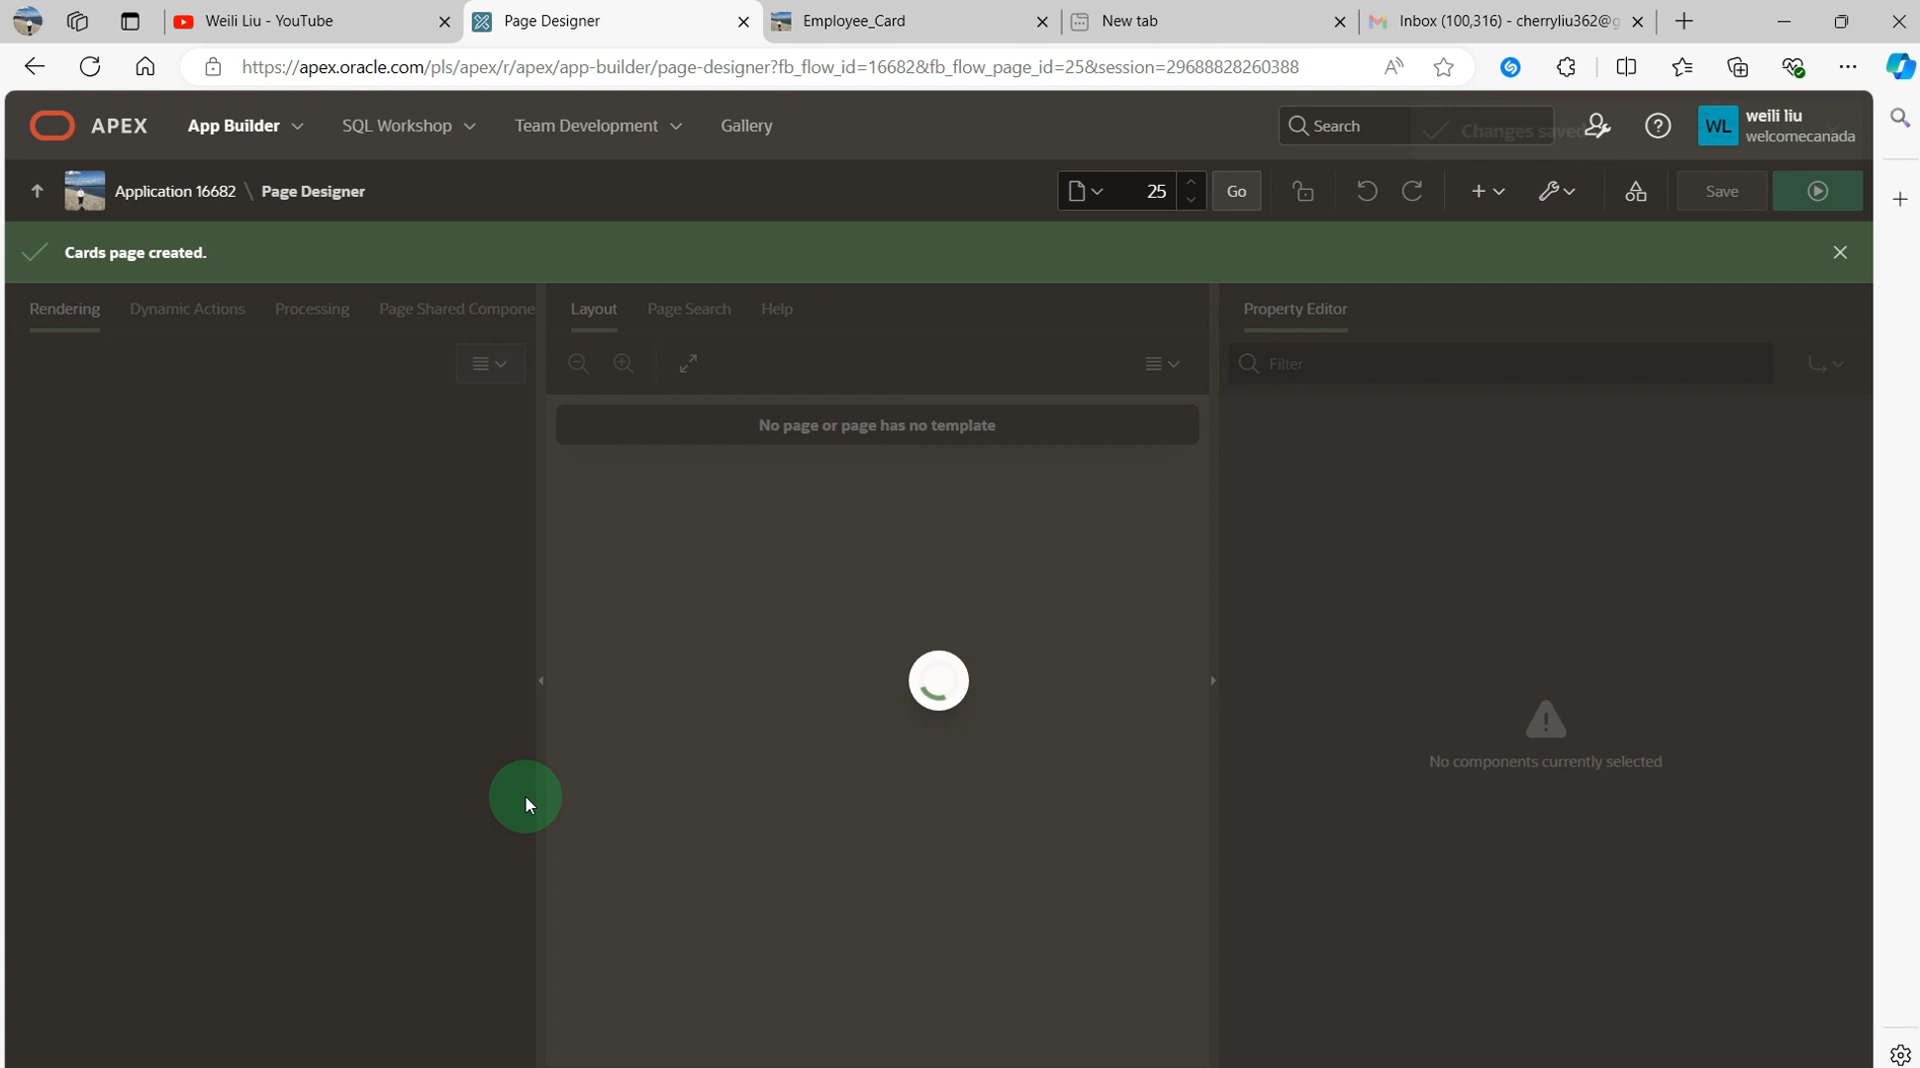 Weili Liu - YouTube
Page Designer
Employee_Card
New tab
Inbox (100,316) - cherryliu362@g
https://apex.oracle.com/pls/apex/r/apex/app-builder/page-designer?fb_flow_id=16682&fb_flow_page_id=25&session=29688828260388
APEX
App Builder
SQL Workshop
Team Development
Gallery
Search
Changes saved
WL
weili liu
welcomecanada
Application 16682 \ Page Designer
25
Go
Save
Cards page created.
Rendering
Dynamic Actions
Processing
Page Shared Compone
Layout
Page Search
Help
Property Editor
Filter
No page or page has no template
No components currently selected